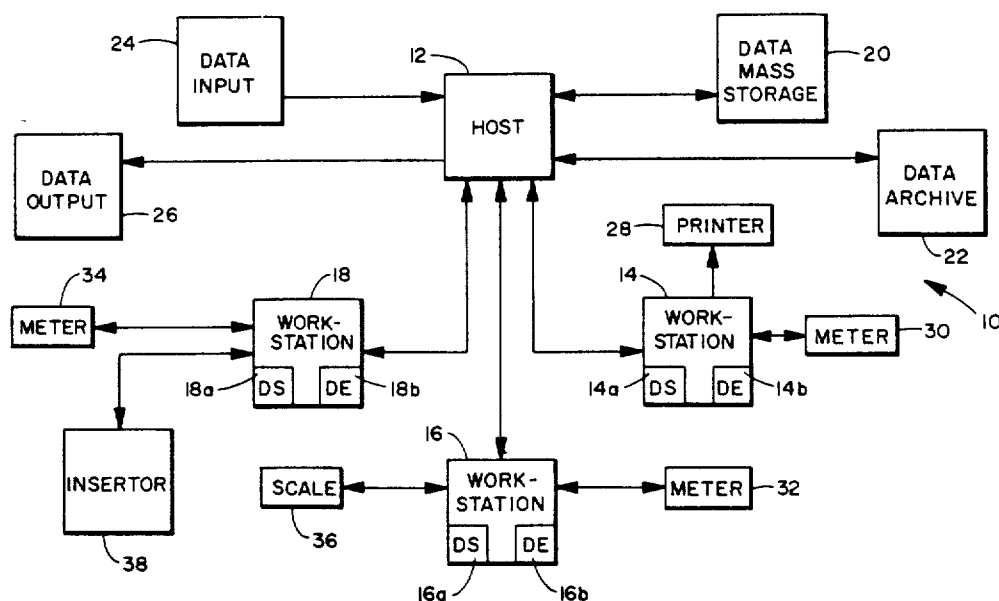 24
DATA
INPUT
12
HOST
DATA
MASS
STORAGE
20
DATA
OUTPUT
26
DATA
ARCHIVE
22
28
PRINTER
10
34
METER
18
WORK-
STATION
18a
DS
DE
18b
14
WORK-
STATION
14a
DS
DE
14b
METER
30
INSERTOR
38
SCALE
36
16
WORK-
STATION
DS
DE
16a
16b
METER
32